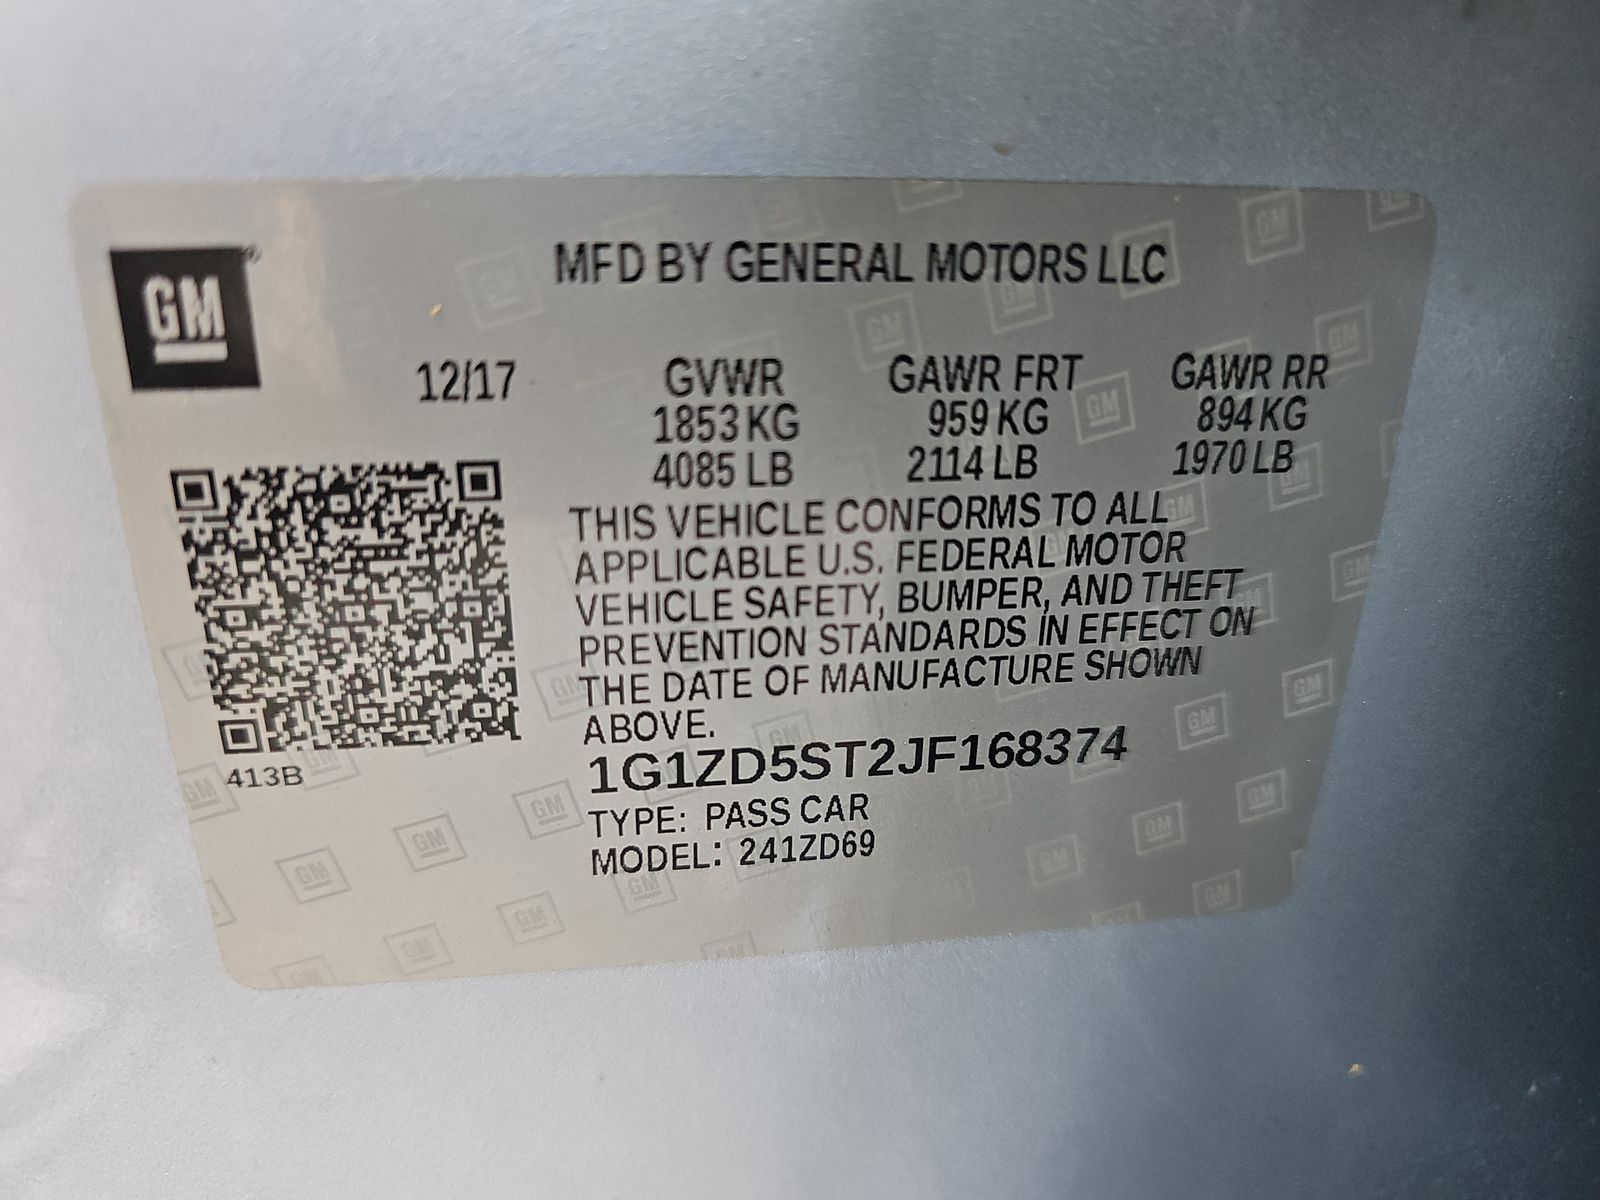 GM
MFD BY GENERAL MOTORS LLC
12/17 GVWR GAWR FRT GAWR RR
1853 KG 959 KG 894 KG
4085 LB 2114 LB 1970 LB
THIS VEHICLE CONFORMS TO ALL
APPLICABLE U.S. FEDERAL MOTOR
VEHICLE SAFETY, BUMPER, AND THEFT
PREVENTION STANDARDS IN EFFECT ON
THE DATE OF MANUFACTURE SHOWN
ABOVE.
413B
1G1ZD5ST2JF168374
TYPE: PASS CAR
MODEL: 241ZD69